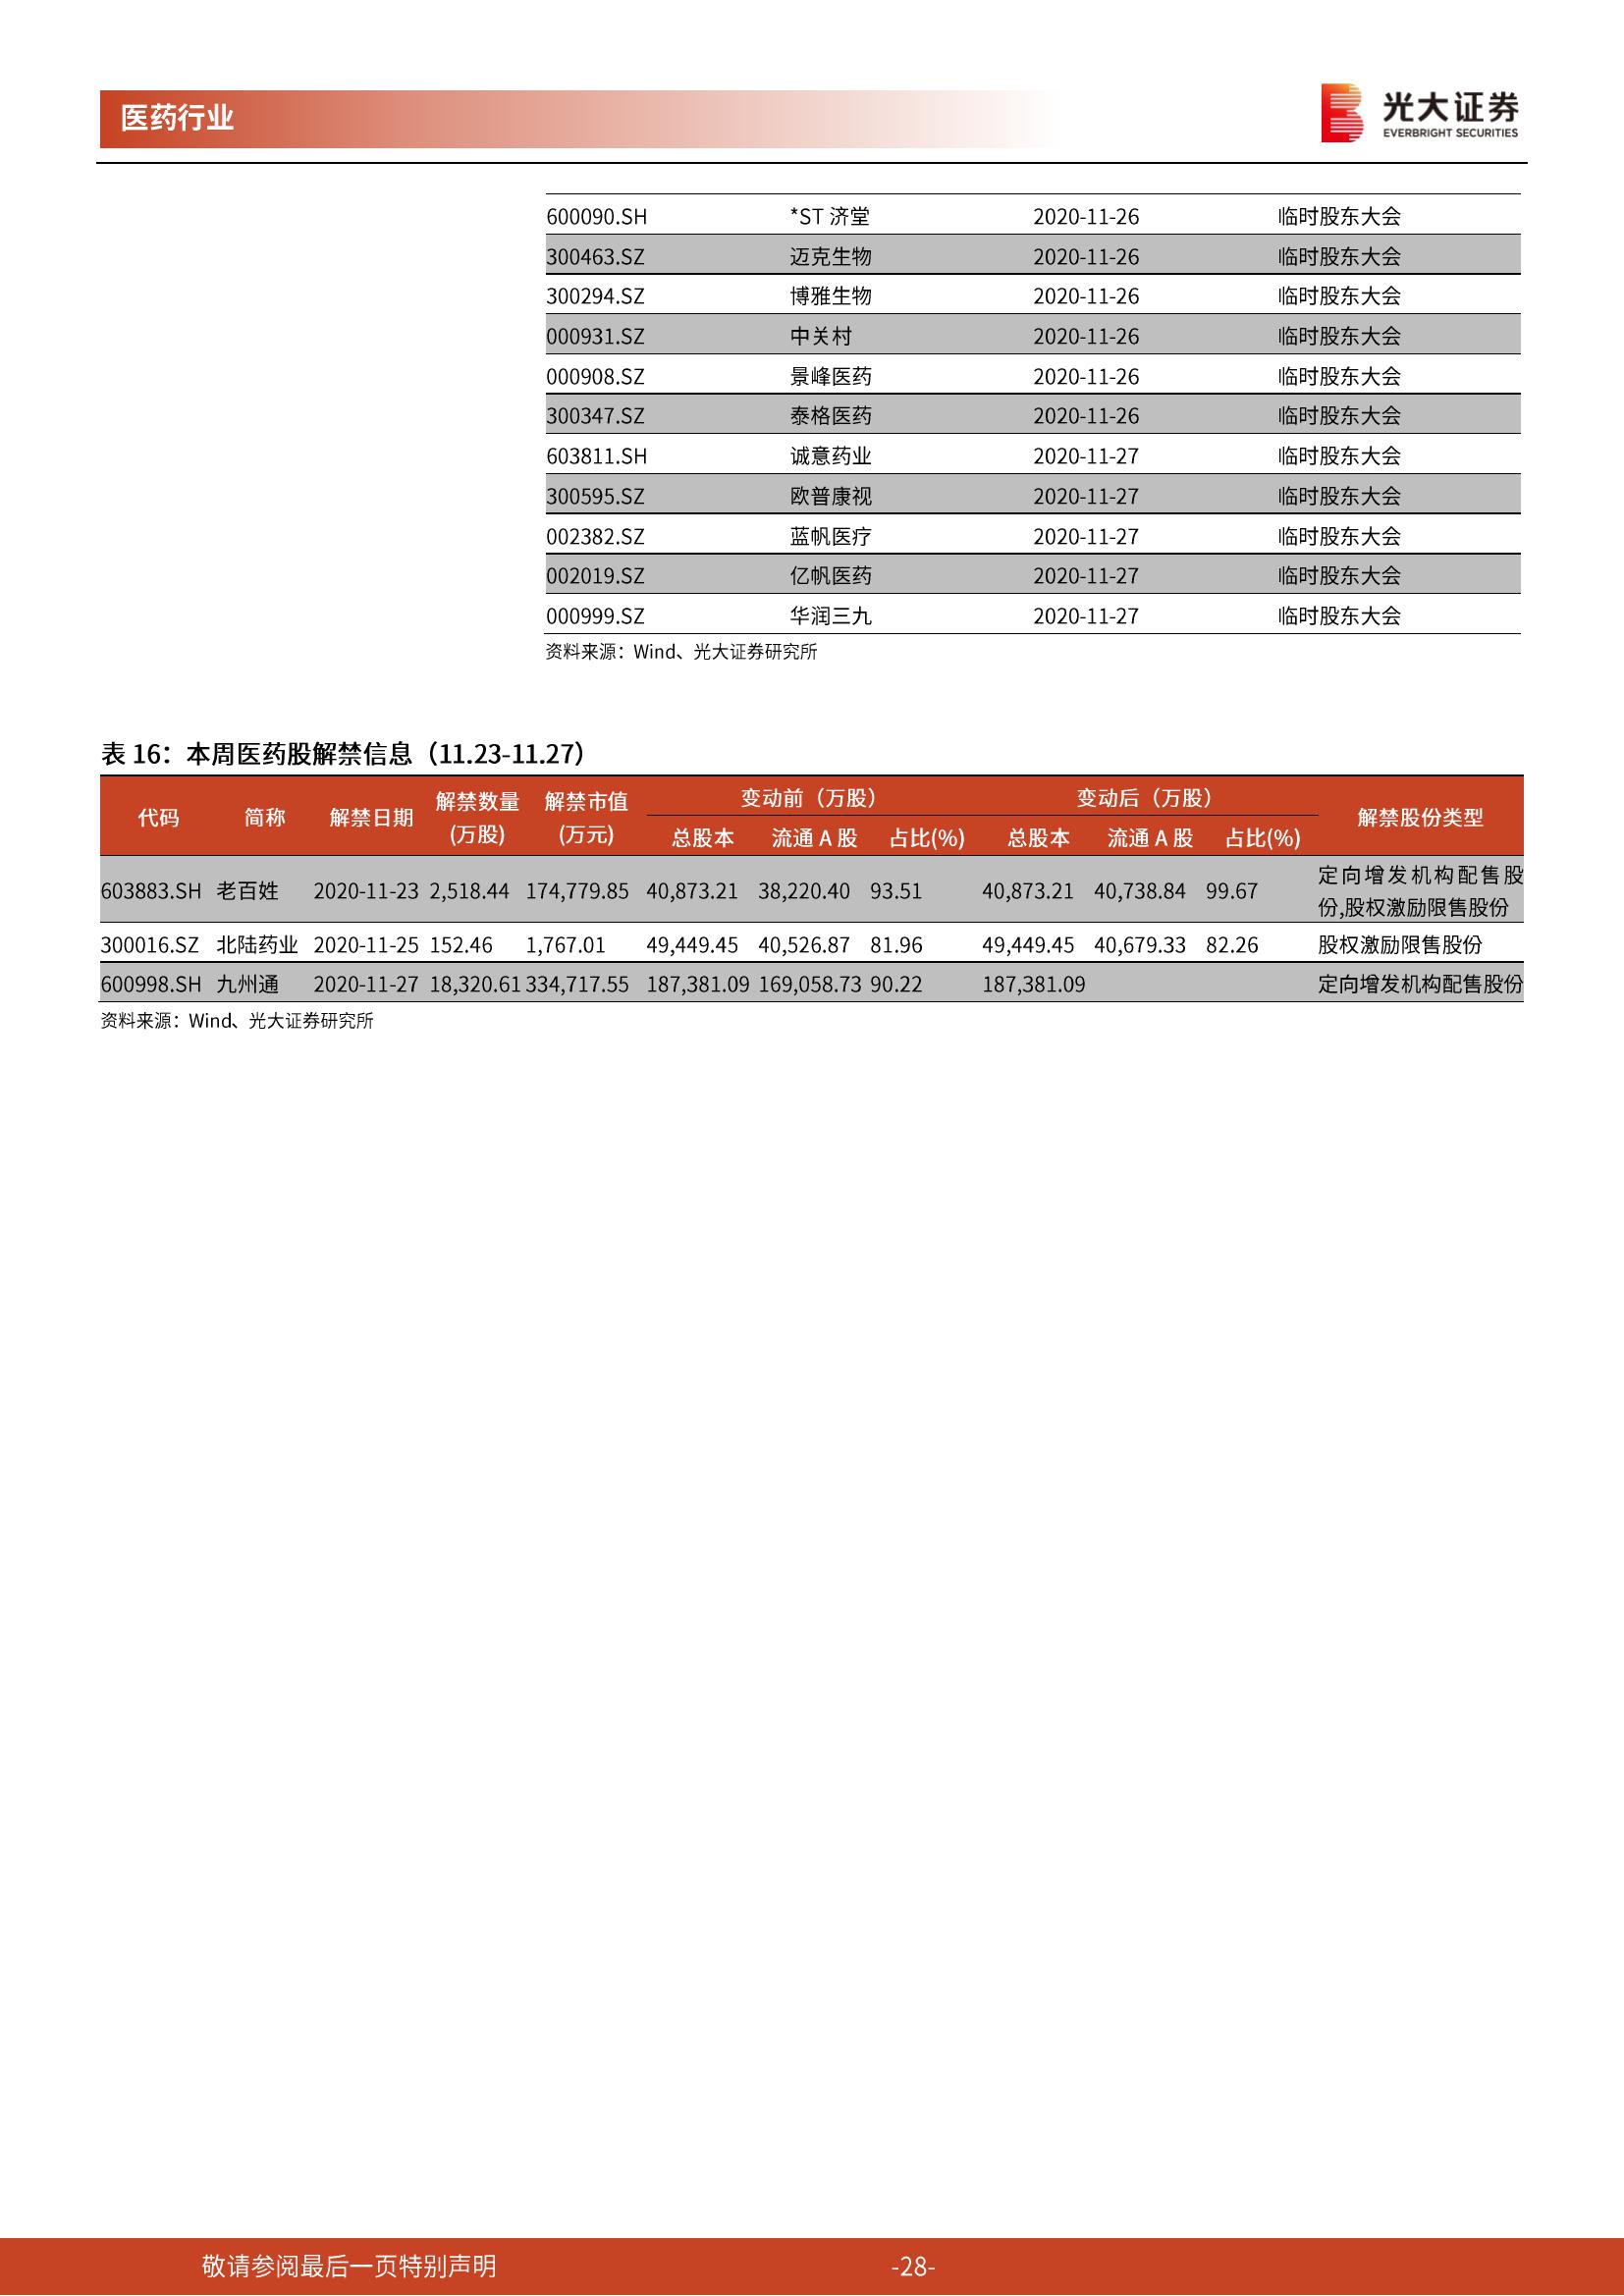 医药行业
光大证券
EVERBRIGHT SECURITIES
600090.SH *ST 济堂 2020-11-26 临时股东大会
300463.SZ 迈克生物 2020-11-26 临时股东大会
300294.SZ 博雅生物 2020-11-26 临时股东大会
000931.SZ 中关村 2020-11-26 临时股东大会
000908.SZ 景峰医药 2020-11-26 临时股东大会
300347.SZ 泰格医药 2020-11-26 临时股东大会
603811.SH 诚意药业 2020-11-27 临时股东大会
300595.SZ 欧普康视 2020-11-27 临时股东大会
002382.SZ 蓝帆医疗 2020-11-27 临时股东大会
002019.SZ 亿帆医药 2020-11-27 临时股东大会
000999.SZ 华润三九 2020-11-27 临时股东大会
资料来源：Wind、光大证券研究所
表 16：本周医药股解禁信息（11.23-11.27）
代码 简称 解禁日期 解禁数量 解禁市值 变动前（万股） 变动后（万股） 解禁股份类型
(万股) (万元) 总股本 流通 A 股 占比(%) 总股本 流通 A 股 占比(%)
603883.SH 老百姓 2020-11-23 2,518.44 174,779.85 40,873.21 38,220.40 93.51 40,873.21 40,738.84 99.67 定向增发机构配售股
份,股权激励限售股份
300016.SZ 北陆药业 2020-11-25 152.46 1,767.01 49,449.45 40,526.87 81.96 49,449.45 40,679.33 82.26 股权激励限售股份
600998.SH 九州通 2020-11-27 18,320.61 334,717.55 187,381.09 169,058.73 90.22 187,381.09 定向增发机构配售股份
资料来源：Wind、光大证券研究所
敬请参阅最后一页特别声明 -28-